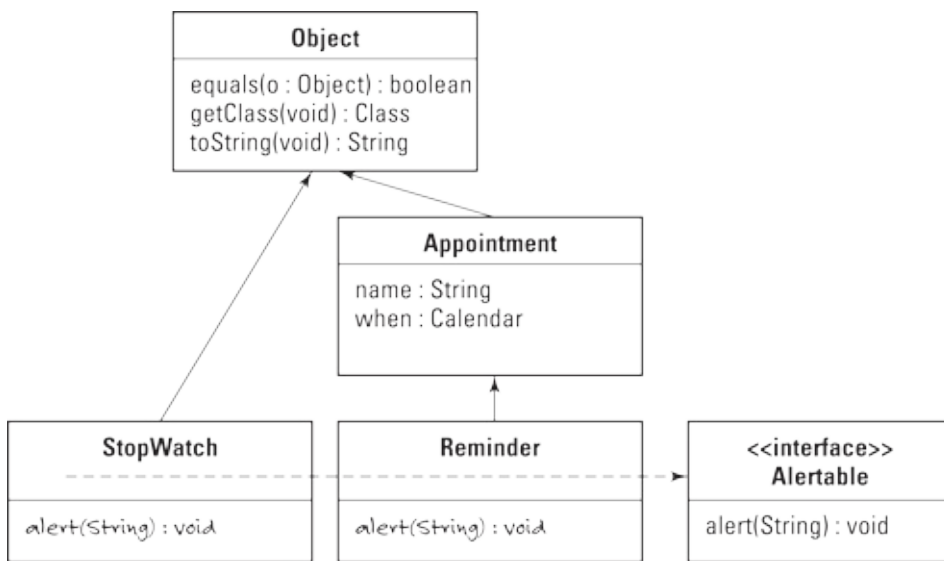 Object
equals(o : Object) : boolean
getClass(void) : Class
toString(void) : String
Appointment
name : String
when : Calendar
StopWatch
alert(String) : void
Reminder
alert(String) : void
<<interface>>
Alertable
alert(String) : void